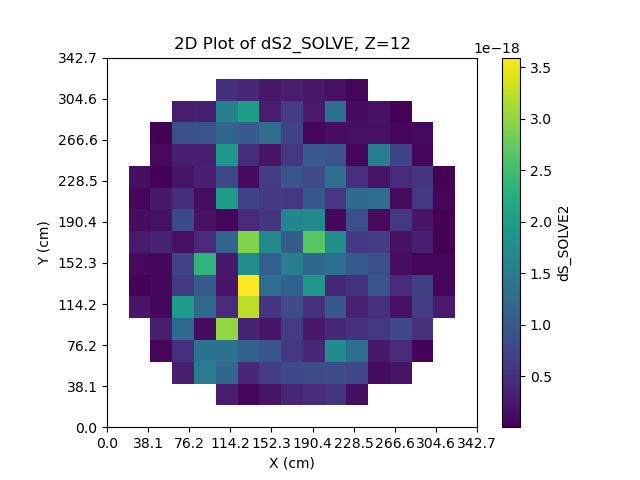 2D Plot of dS2_SOLVE, Z=12
1e−18
342.7
304.6
266.6
228.5
190.4
152.3
114.2
76.2
38.1
0.0
Y (cm)
0.0 38.1 76.2 114.2 152.3 190.4 228.5 266.6 304.6 342.7
X (cm)
3.5
3.0
2.5
2.0
1.5
1.0
0.5
dS_SOLVE2